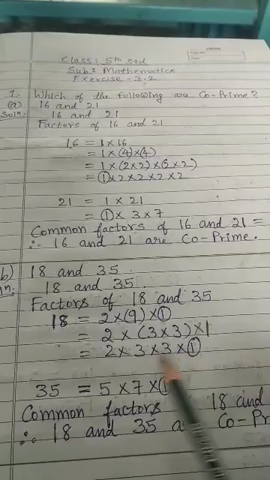 Class: 5th Std
Sub: Mathematics
Exercise - 3.2
1. Which of the following are Co-Prime?
(a) 16 and 21
Soln: 16 and 21
Factors of 16 and 21
16 = 1 × 16
= 1 × (4) × (4)
= 1 × (2×2) × (2×2)
= ① × 2 × 2 × 2 × 2
21 = 1 × 21
= ① × 3 × 7
Common factors of 16 and 21 =
∴ 16 and 21 are Co-Prime.
b) 18 and 35
18 and 35
Factors of 18 and 35
18 = 2 × (9) × ①
= 2 × (3 × 3) × 1
= 2 × 3 × 3 × ①
35 = 5 × 7 × ①
Common factors 18 and
∴ 18 and 35 Co-P